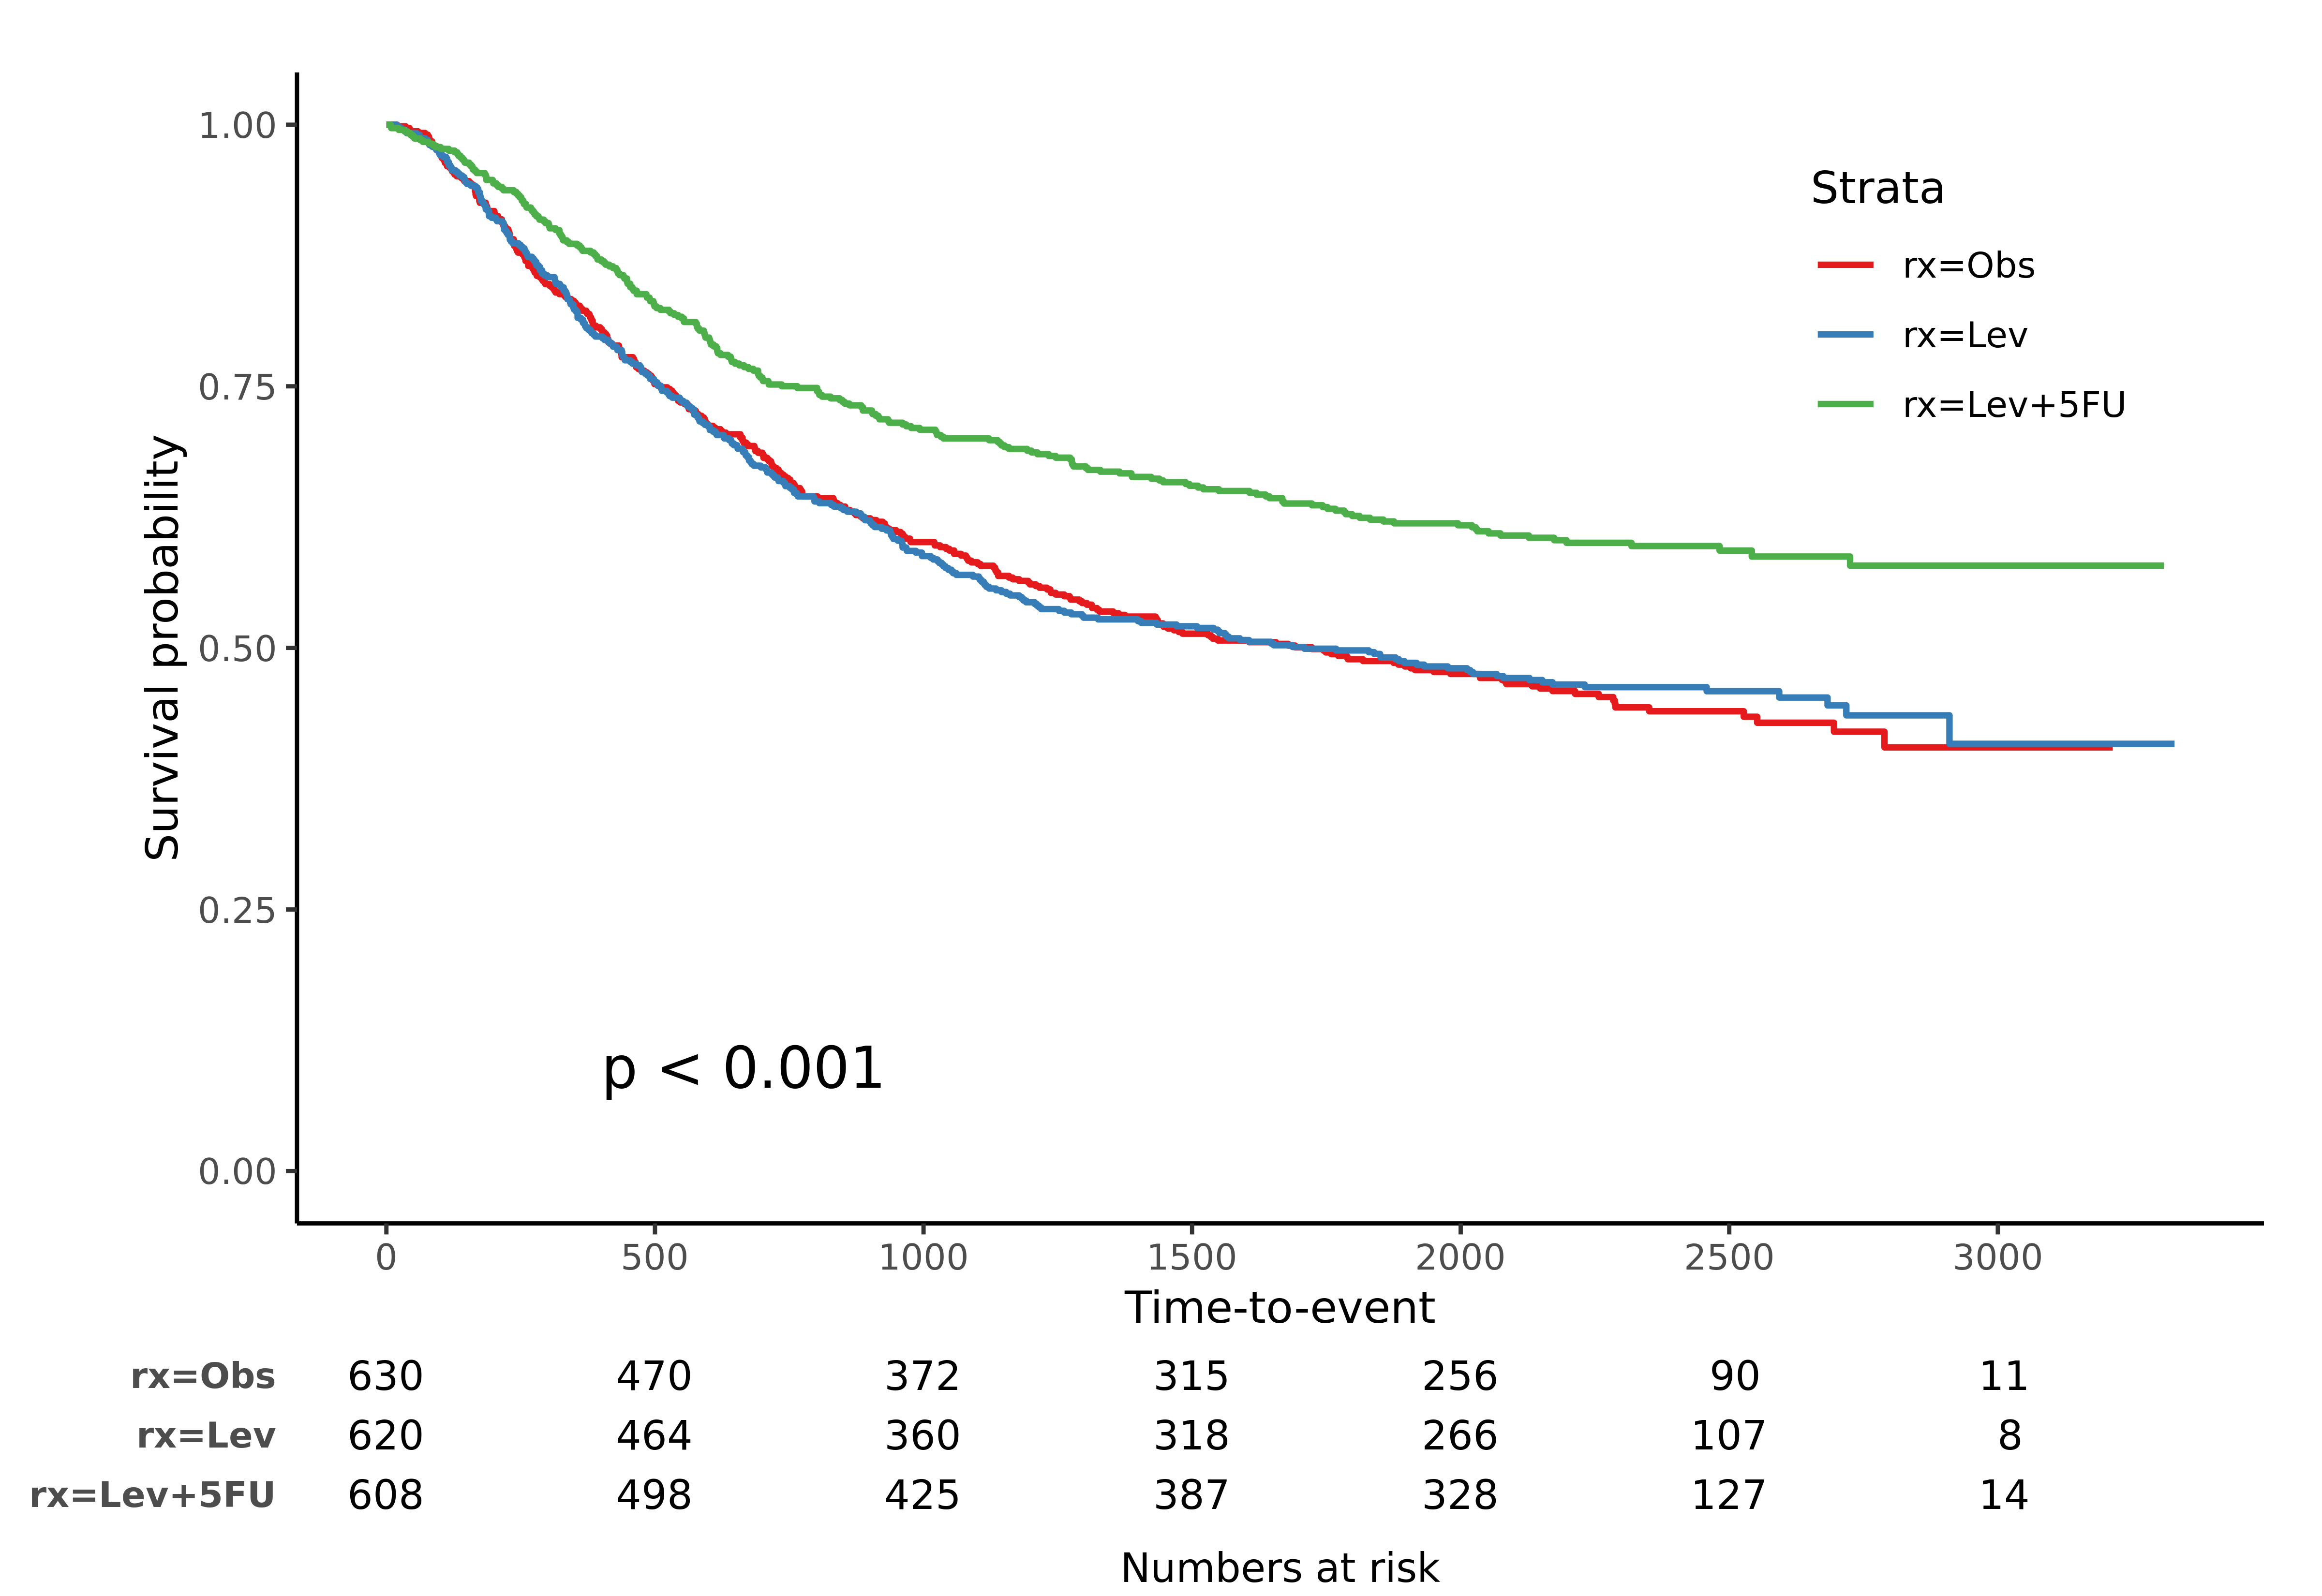 Strata
rx=Obs
rx=Lev
rx=Lev+5FU
Survival probability
1.00
0.75
0.50
0.25
0.00
p < 0.001
0 500 1000 1500 2000 2500 3000
Time-to-event
rx=Obs 630 470 372 315 256 90 11
rx=Lev 620 464 360 318 266 107 8
rx=Lev+5FU 608 498 425 387 328 127 14
Numbers at risk